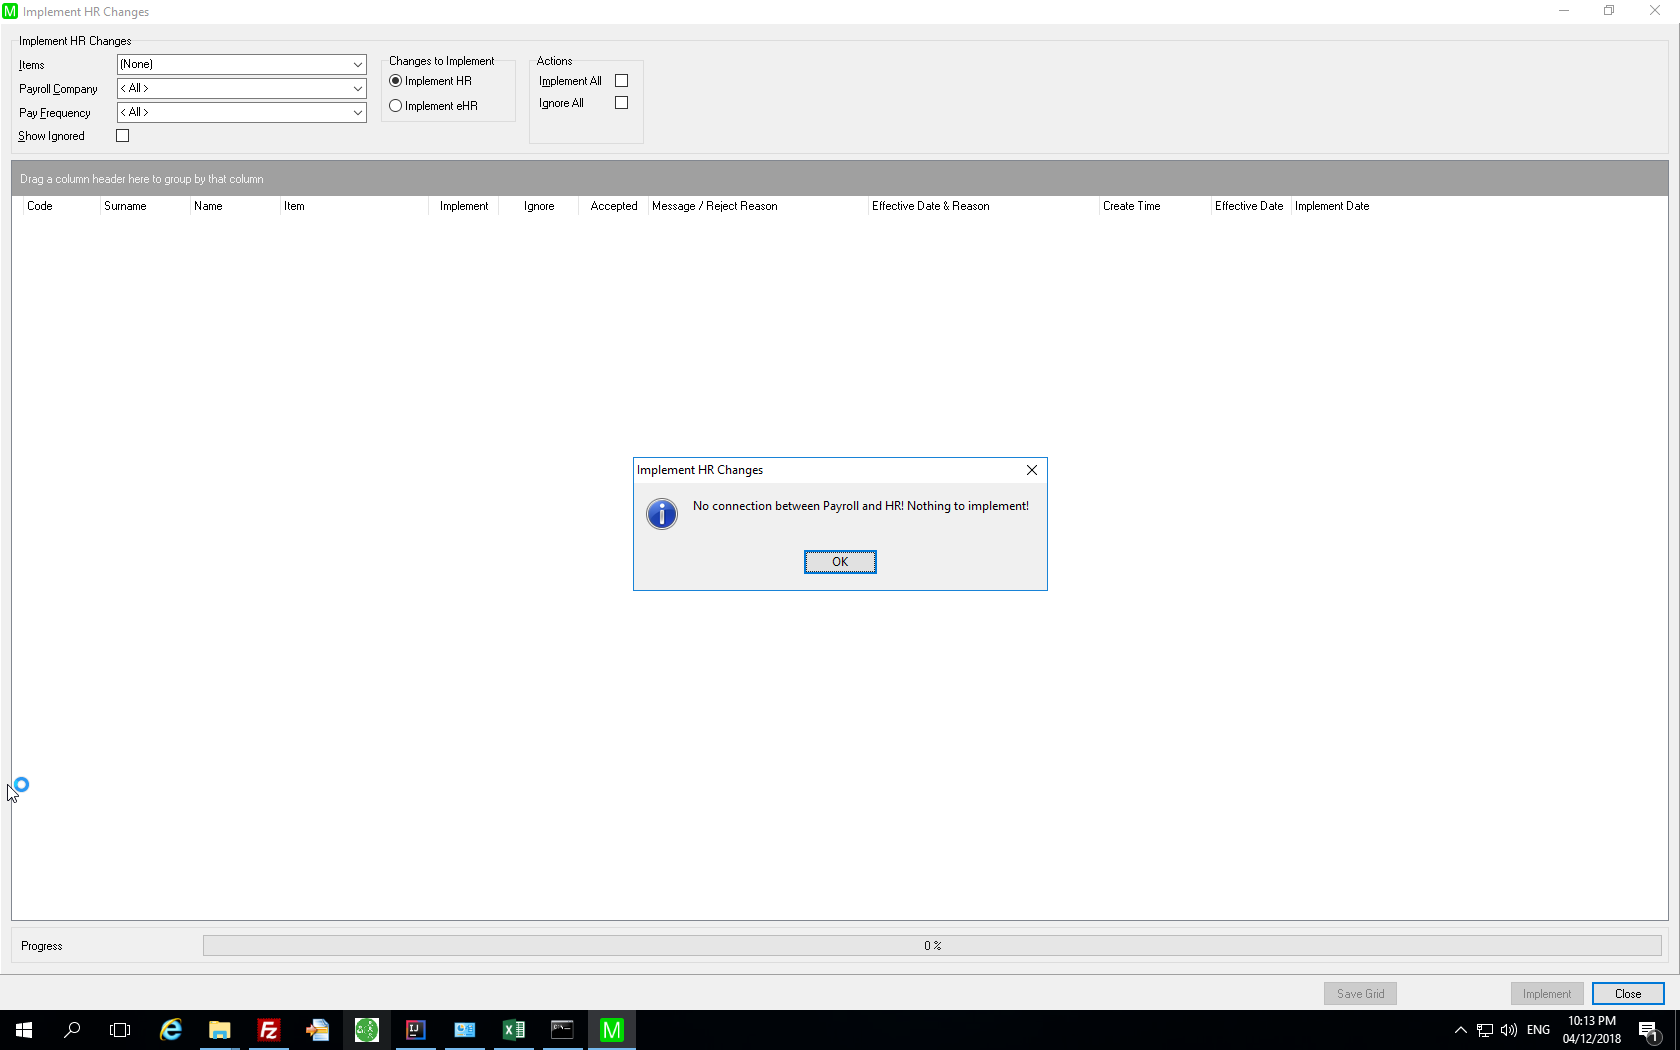 M Implement HR Changes
Implement HR Changes
Items (None)
Payroll Company < All >
Pay Frequency < All >
Show Ignored
Changes to Implement
Implement HR
Implement eHR
Actions
Implement All
Ignore All
Drag a column header here to group by that column
Code Surname Name Item Implement Ignore Accepted Message / Reject Reason Effective Date & Reason Create Time Effective Date Implement Date
Implement HR Changes
No connection between Payroll and HR! Nothing to implement!
OK
Progress 0 %
Save Grid Implement Close
ENG
10:13 PM
04/12/2018
1